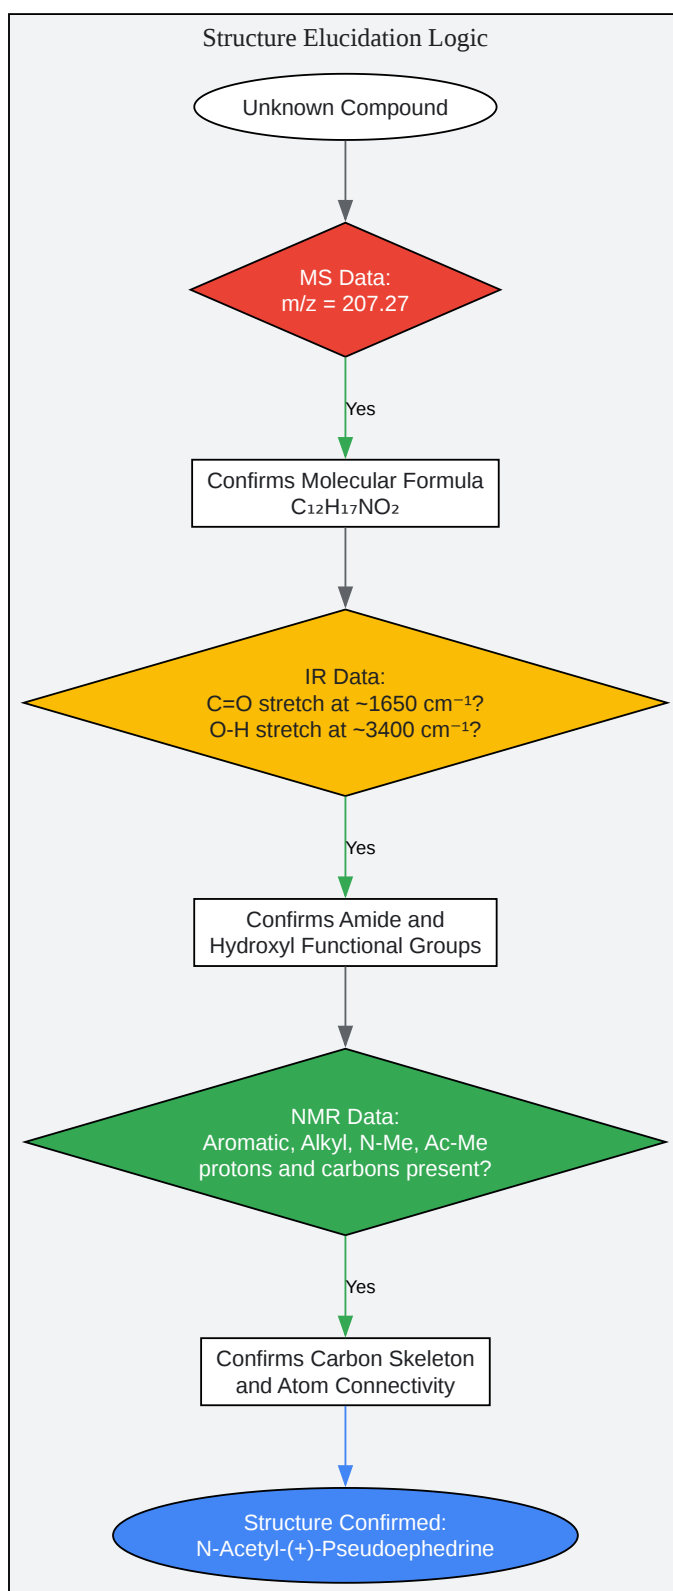 Structure Elucidation Logic
Unknown Compound
MS Data:
m/z = 207.27
Yes
Confirms Molecular Formula
C₁₂H₁₇NO₂
IR Data:
C=O stretch at ~1650 cm⁻¹?
O-H stretch at ~3400 cm⁻¹?
Yes
Confirms Amide and
Hydroxyl Functional Groups
NMR Data:
Aromatic, Alkyl, N-Me, Ac-Me
protons and carbons present?
Yes
Confirms Carbon Skeleton
and Atom Connectivity
Structure Confirmed:
N-Acetyl-(+)-Pseudoephedrine